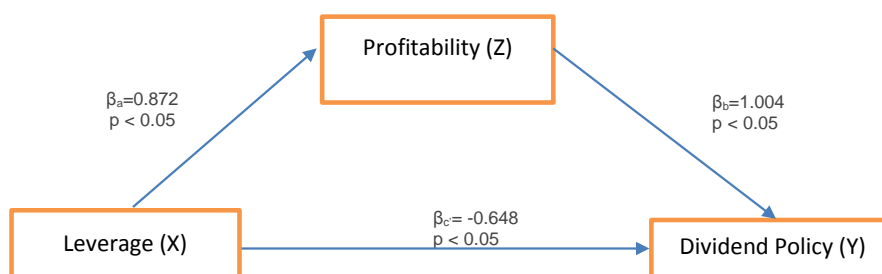 Profitability (Z)
βa=0.872
p < 0.05
βb=1.004
p < 0.05
βc'= -0.648
p < 0.05
Leverage (X)
Dividend Policy (Y)